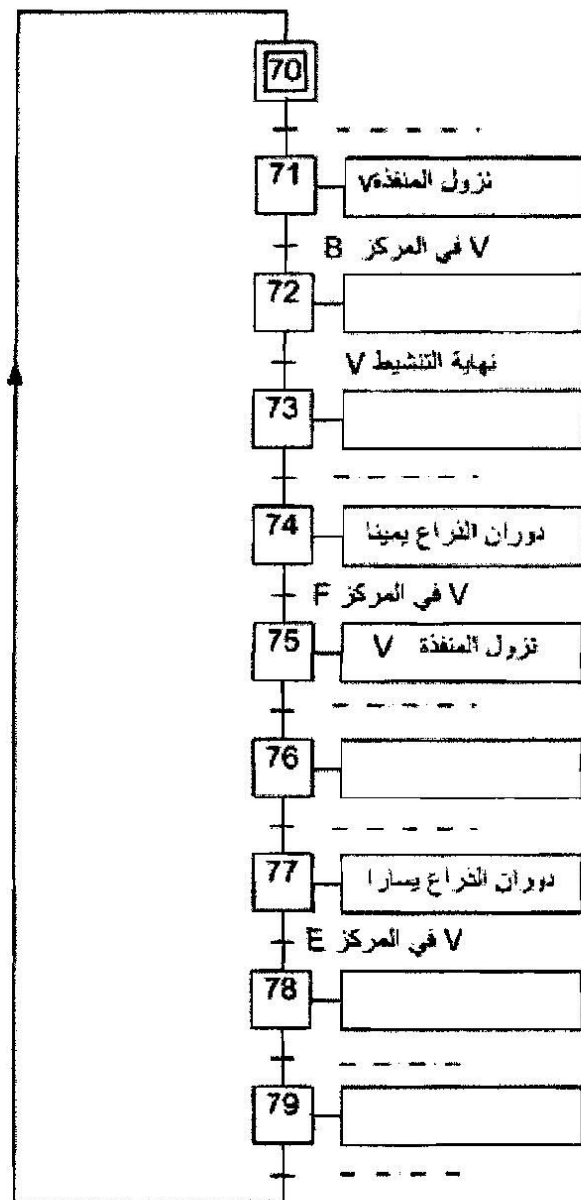 70
71 نزول المنفذةV
V في المركز B
72
نهاية التنشيط V
73
74 دوران الذراع يمينا
V في المركز F
75 نزول المنفذة V
76
77 دوران الذراع يسارا
V في المركز E
78
79